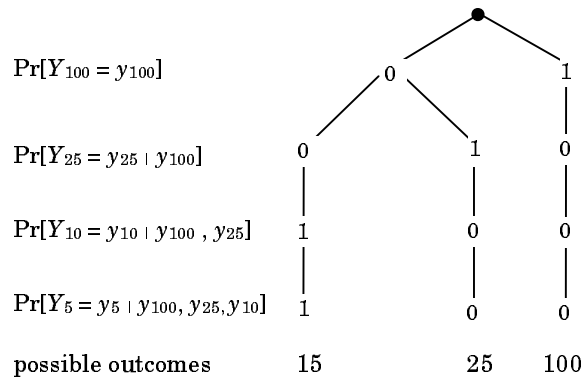 Pr[Y₁₀₀ = y₁₀₀] 0 1
Pr[Y₂₅ = y₂₅ | y₁₀₀] 0 1 0
Pr[Y₁₀ = y₁₀ | y₁₀₀ , y₂₅] 1 0 0
Pr[Y₅ = y₅ | y₁₀₀, y₂₅, y₁₀] 1 0 0
possible outcomes 15 25 100